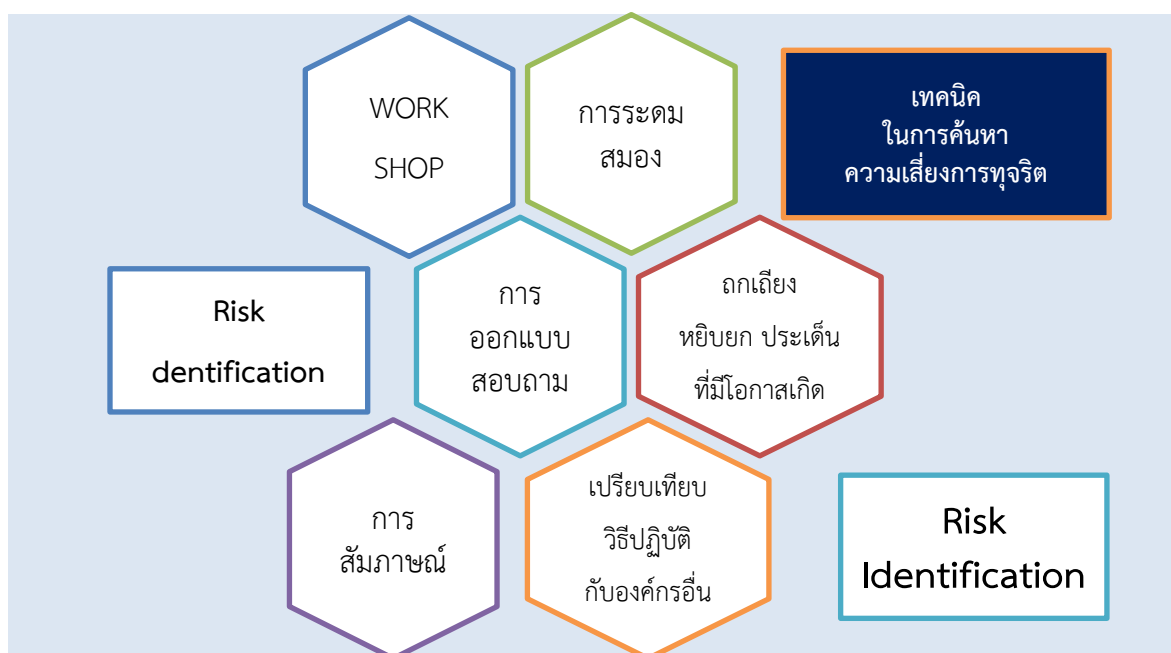 WORK
SHOP
การระดม
สมอง
เทคนิค
ในการค้นหา
ความเสี่ยงการทุจริต
Risk
dentification
การ
ออกแบบ
สอบถาม
ถกเถียง
หยิบยก ประเด็น
ที่มีโอกาสเกิด
การ
สัมภาษณ์
เปรียบเทียบ
วิธีปฏิบัติ
กับองค์กรอื่น
Risk
Identification